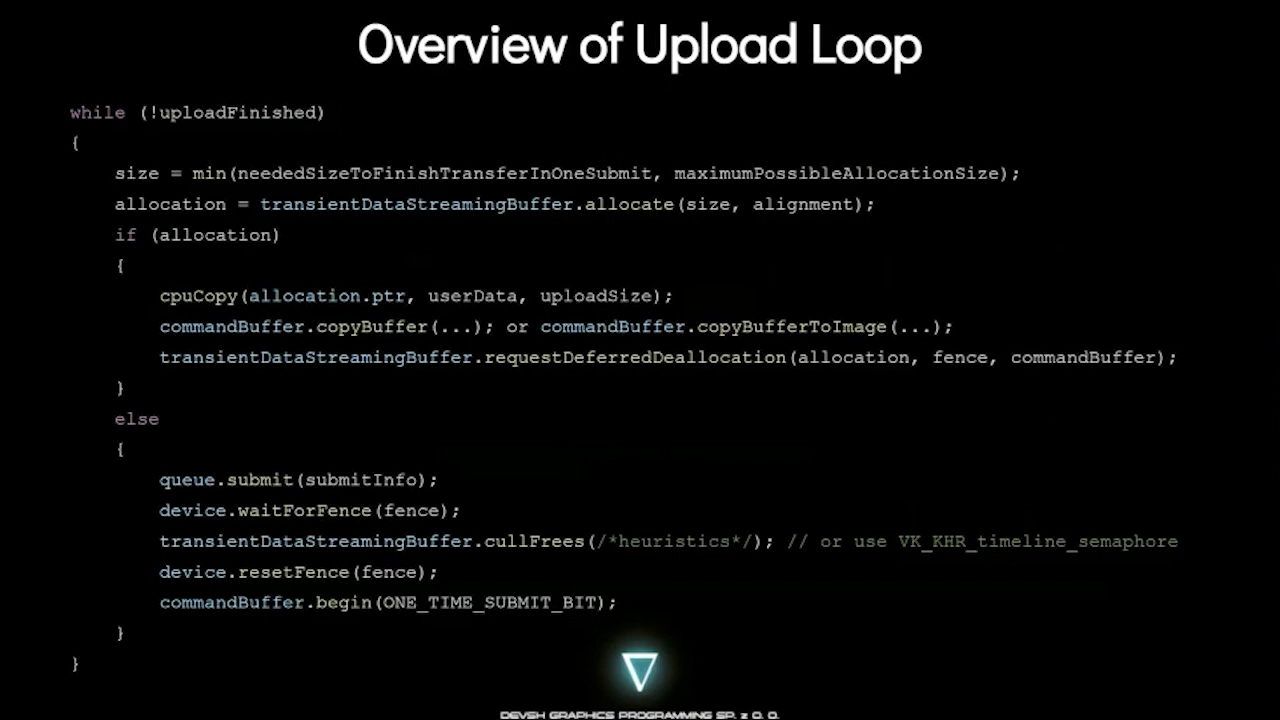 Overview of Upload Loop
while (!uploadFinished)
{
size = min(neededSizeToFinishTransferInOneSubmit, maximumPossibleAllocationSize);
allocation = transientDataStreamingBuffer.allocate(size, alignment);
if (allocation)
{
cpuCopy(allocation.ptr, userData, uploadSize);
commandBuffer.copyBuffer(...); or commandBuffer.copyBufferToImage(...);
transientDataStreamingBuffer.requestDeferredDeallocation(allocation, fence, commandBuffer);
}
else
{
queue.submit(submitInfo);
device.waitForFence(fence);
transientDataStreamingBuffer.cullFrees(/*heuristics*/); // or use VK_KHR_timeline_semaphore
device.resetFence(fence);
commandBuffer.begin(ONE_TIME_SUBMIT_BIT);
}
}
DEVSH GRAPHICS PROGRAMMING SP. Z O. O.